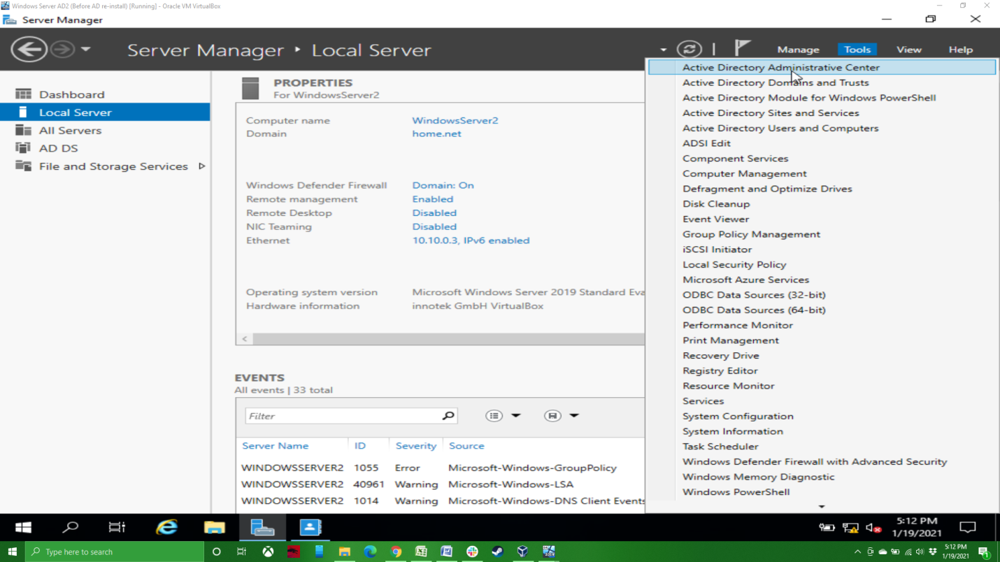 Windows Server AD2 (Before AD re-install) [Running] - Oracle VM VirtualBox
Server Manager
Server Manager ‣ Local Server
Manage Tools View Help
Dashboard
Local Server
All Servers
AD DS
File and Storage Services
PROPERTIES
For WindowsServer2
Computer name WindowsServer2
Domain home.net
Windows Defender Firewall Domain: On
Remote management Enabled
Remote Desktop Disabled
NIC Teaming Disabled
Ethernet 10.10.0.3, IPv6 enabled
Operating system version Microsoft Windows Server 2019 Standard Eva
Hardware information innotek GmbH VirtualBox
EVENTS
All events | 33 total
Filter
Server Name ID Severity Source
WINDOWSSERVER2 1055 Error Microsoft-Windows-GroupPolicy
WINDOWSSERVER2 40961 Warning Microsoft-Windows-LSA
WINDOWSSERVER2 1014 Warning Microsoft-Windows-DNS Client Events
Active Directory Administrative Center
Active Directory Domains and Trusts
Active Directory Module for Windows PowerShell
Active Directory Sites and Services
Active Directory Users and Computers
ADSI Edit
Component Services
Computer Management
Defragment and Optimize Drives
Disk Cleanup
Event Viewer
Group Policy Management
iSCSI Initiator
Local Security Policy
Microsoft Azure Services
ODBC Data Sources (32-bit)
ODBC Data Sources (64-bit)
Performance Monitor
Print Management
Recovery Drive
Registry Editor
Resource Monitor
Services
System Configuration
System Information
Task Scheduler
Windows Defender Firewall with Advanced Security
Windows Memory Diagnostic
Windows PowerShell
5:12 PM
1/19/2021
Type here to search
5:12 PM
1/19/2021